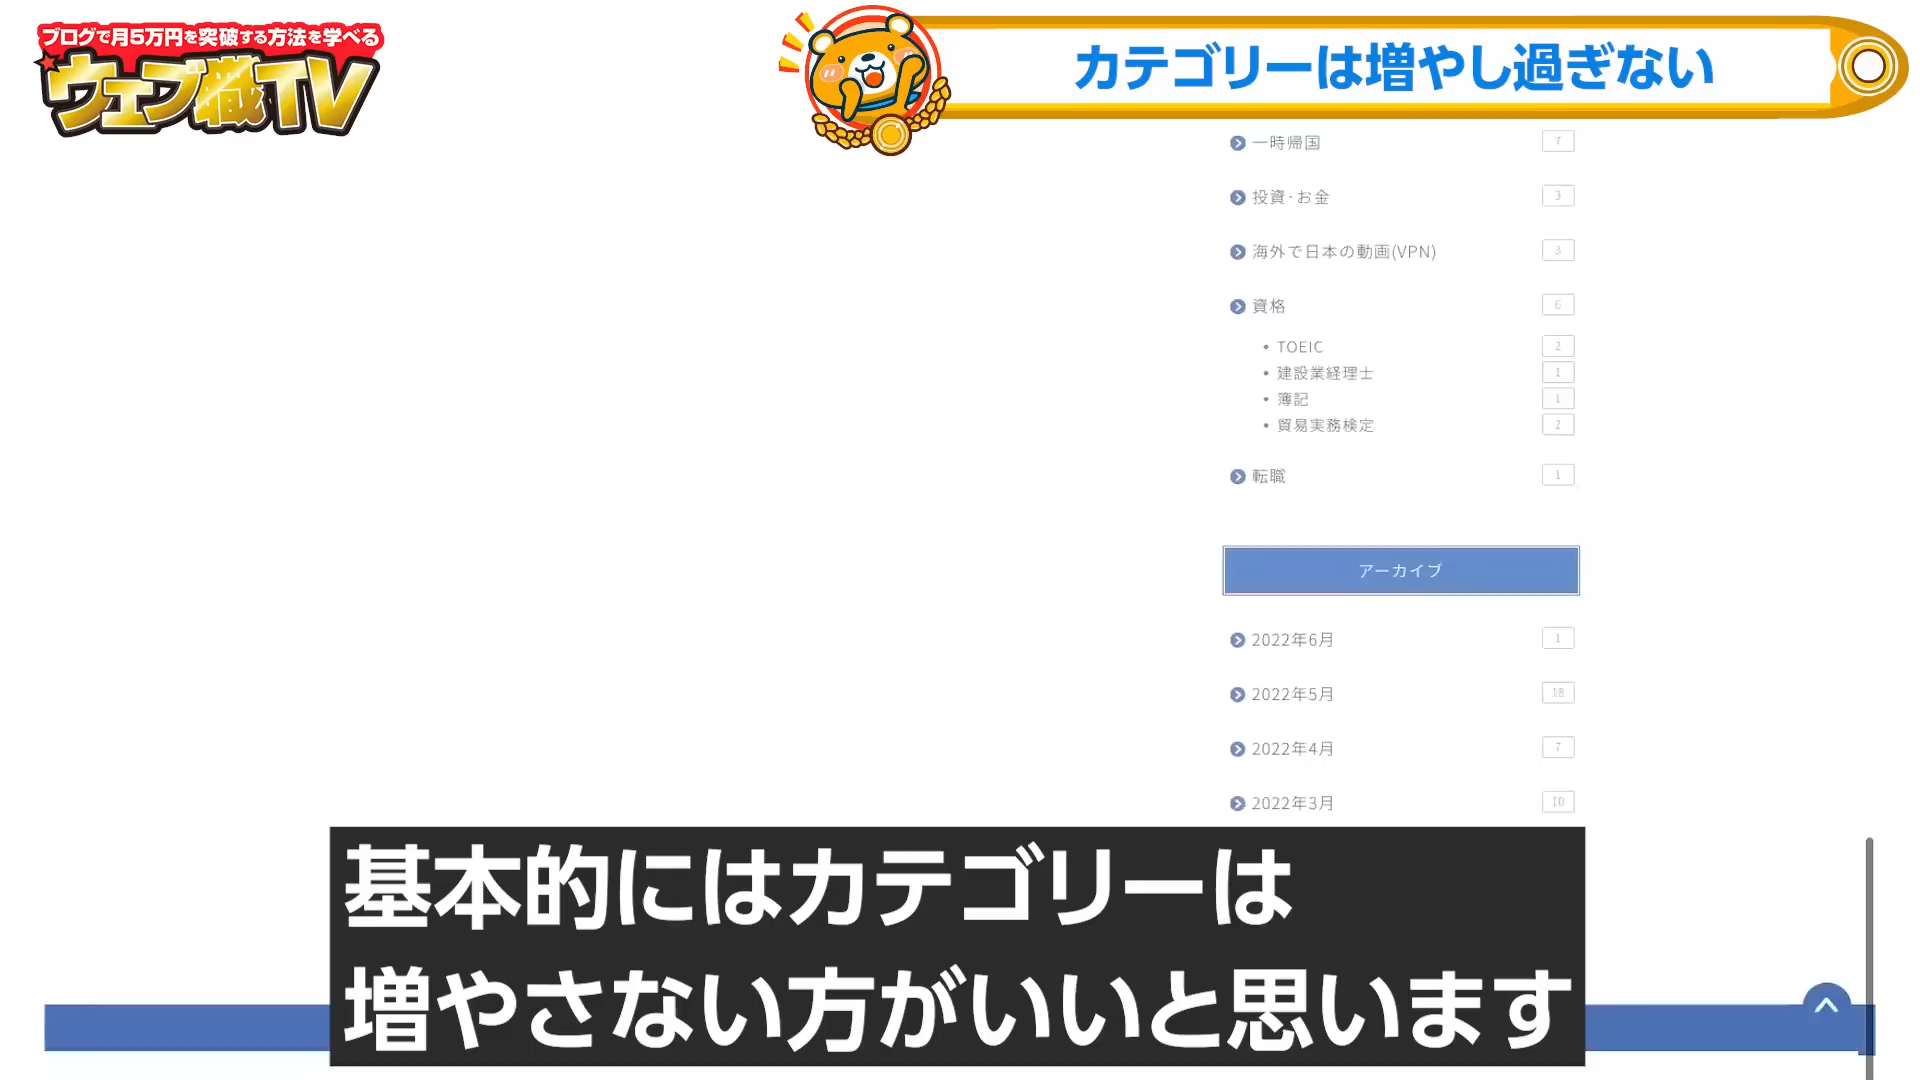 ブログで月5万円を突破する方法を学べる
ウェブ職TV
カテゴリーは増やし過ぎない
一時帰国 7
投資·お金 3
海外で日本の動画(VPN) 3
資格 6
• TOEIC 2
• 建設業経理士 1
• 簿記 1
• 貿易実務検定 2
転職 1
アーカイブ
2022年6月 1
2022年5月 18
2022年4月 7
2022年3月 10
基本的にはカテゴリーは
増やさない方がいいと思います